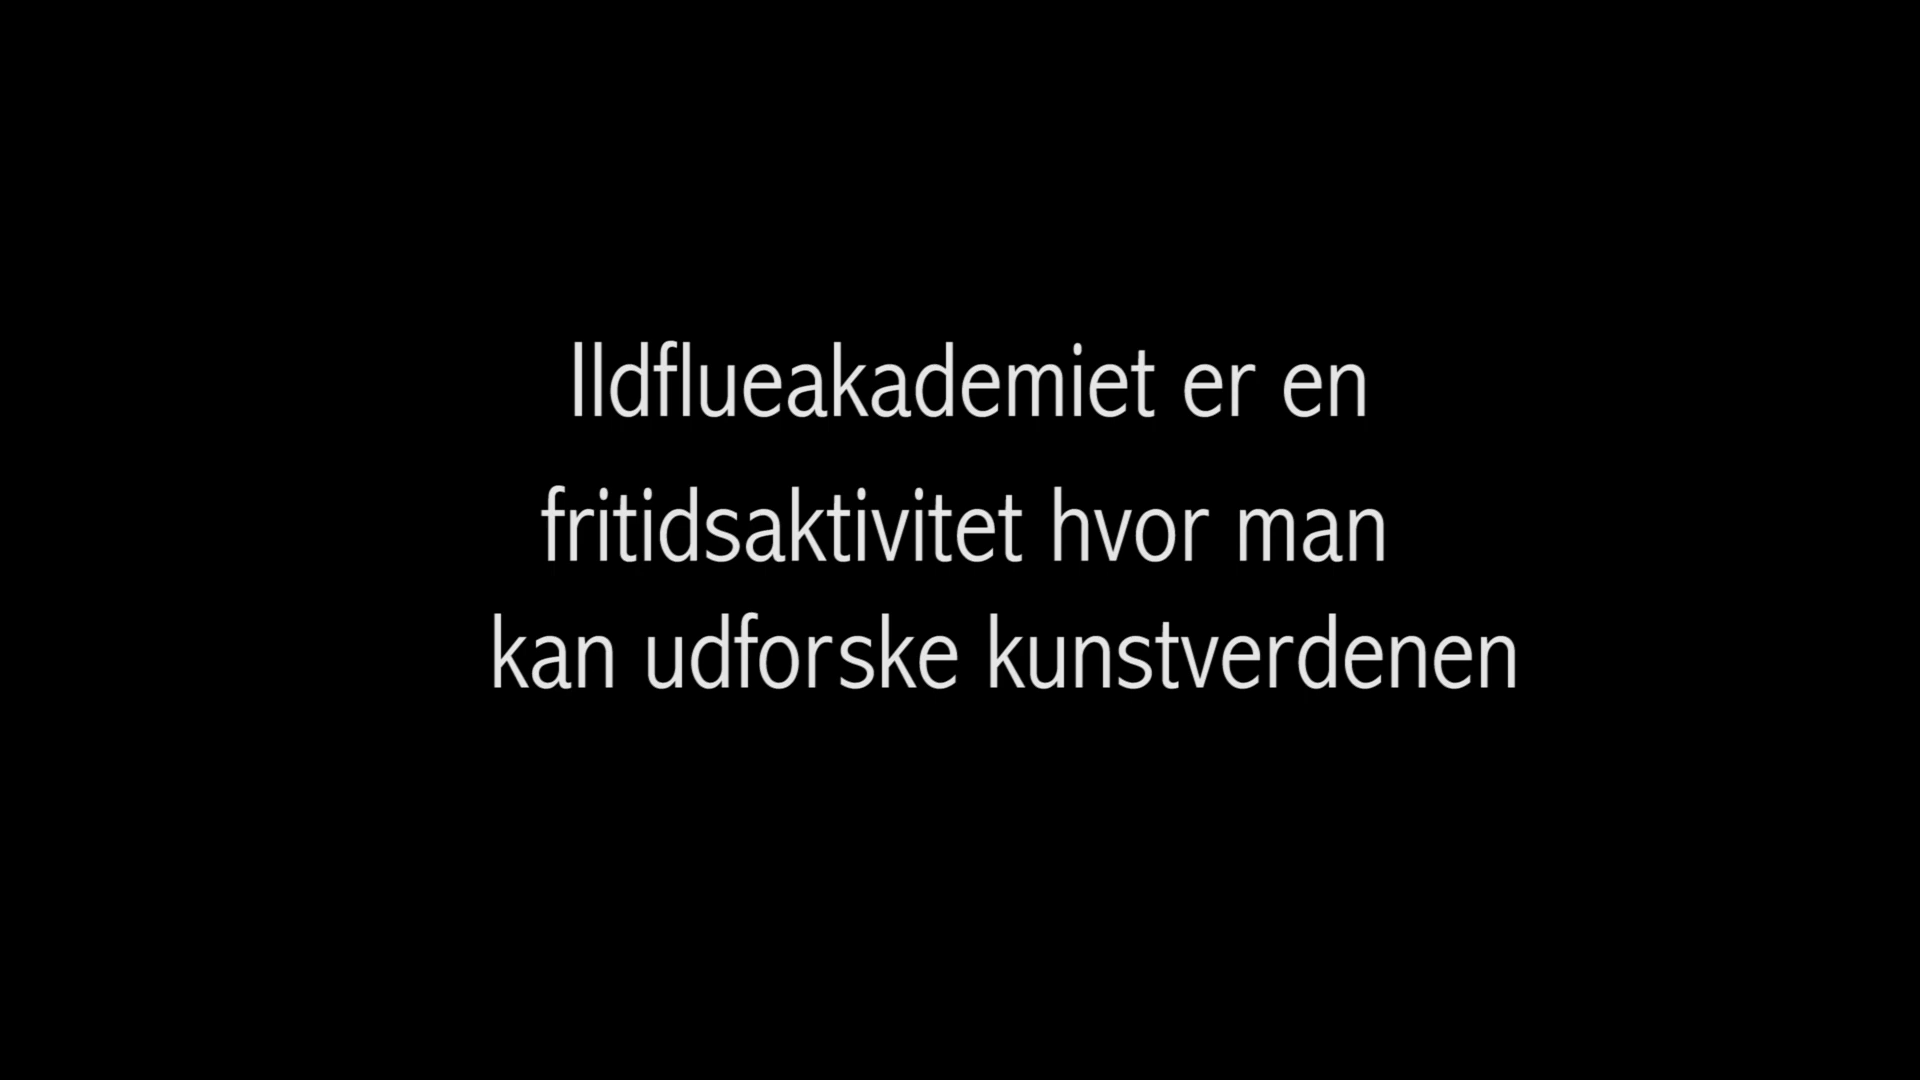 Ildflueakademiet er en
fritidsaktivitet hvor man
kan udforske kunstverdenen